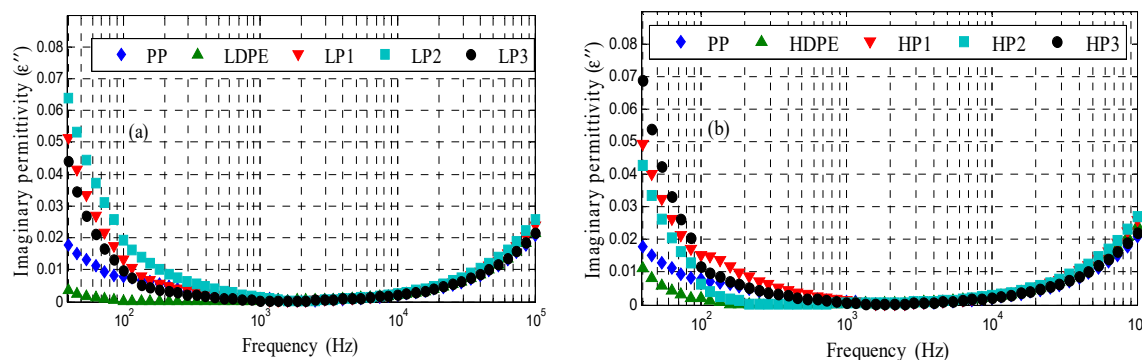 0.09
0.08
0.07
0.06
0.05
0.04
0.03
0.02
0.01
0
Imaginary permittivity (ε′′)
PP LDPE LP1 LP2 LP3
(a)
10² 10³ 10⁴ 10⁵
Frequency (Hz)
0.08
0.07
0.06
0.05
0.04
0.03
0.02
0.01
0
Imaginary permittivity (ε′′)
PP HDPE HP1 HP2 HP3
(b)
10² 10³ 10⁴ 10
Frequency (Hz)